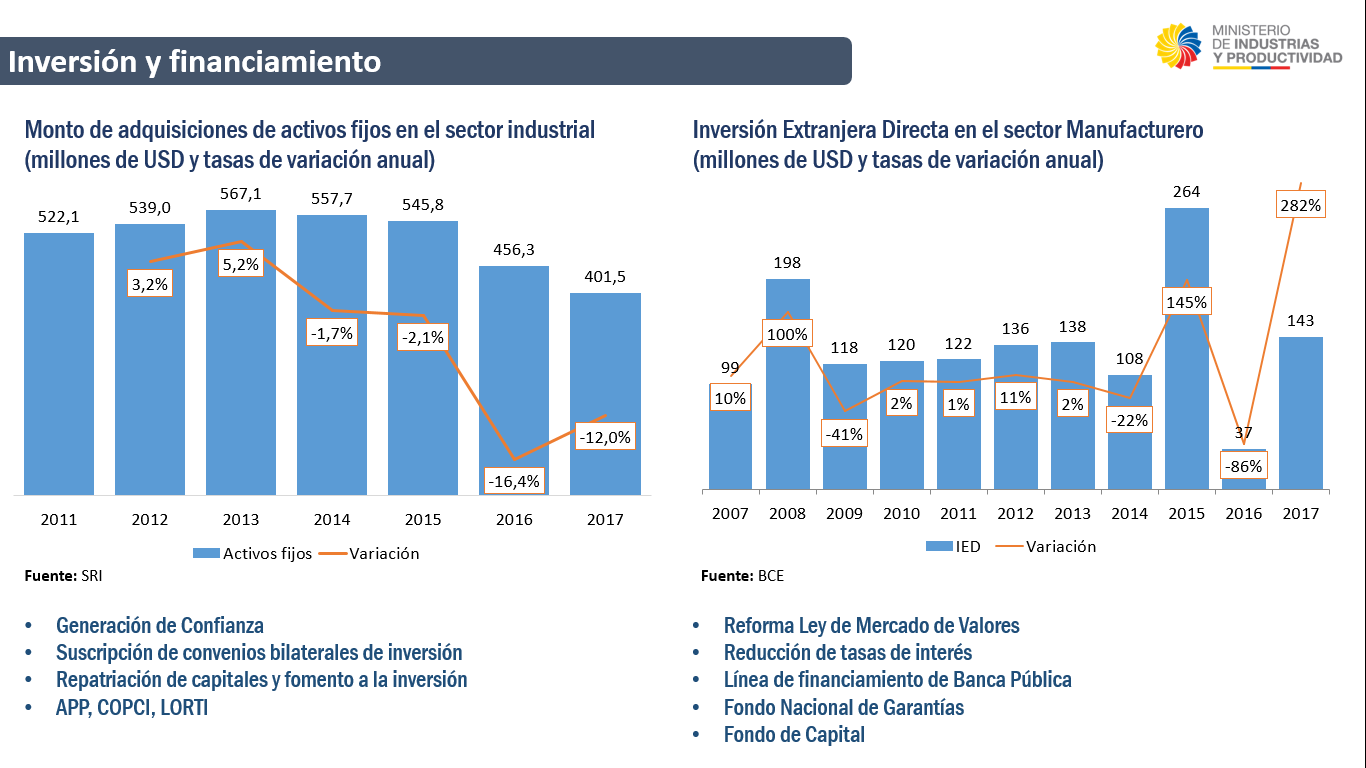 Inversión y financiamiento
MINISTERIO
DE INDUSTRIAS
Y PRODUCTIVIDAD
Monto de adquisiciones de activos fijos en el sector industrial
(millones de USD y tasas de variación anual)
522,1
539,0
567,1
557,7
545,8
456,3
401,5
3,2%
5,2%
-1,7%
-2,1%
-16,4%
-12,0%
2011 2012 2013 2014 2015 2016 2017
Activos fijos Variación
Fuente: SRI
• Generación de Confianza
• Suscripción de convenios bilaterales de inversión
• Repatriación de capitales y fomento a la inversión
• APP, COPCI, LORTI
Inversión Extranjera Directa en el sector Manufacturero
(millones de USD y tasas de variación anual)
99
198
118
120
122
136
138
108
264
37
143
10%
100%
-41%
2%
1%
11%
2%
-22%
145%
-86%
282%
2007 2008 2009 2010 2011 2012 2013 2014 2015 2016 2017
IED Variación
Fuente: BCE
• Reforma Ley de Mercado de Valores
• Reducción de tasas de interés
• Línea de financiamiento de Banca Pública
• Fondo Nacional de Garantías
• Fondo de Capital